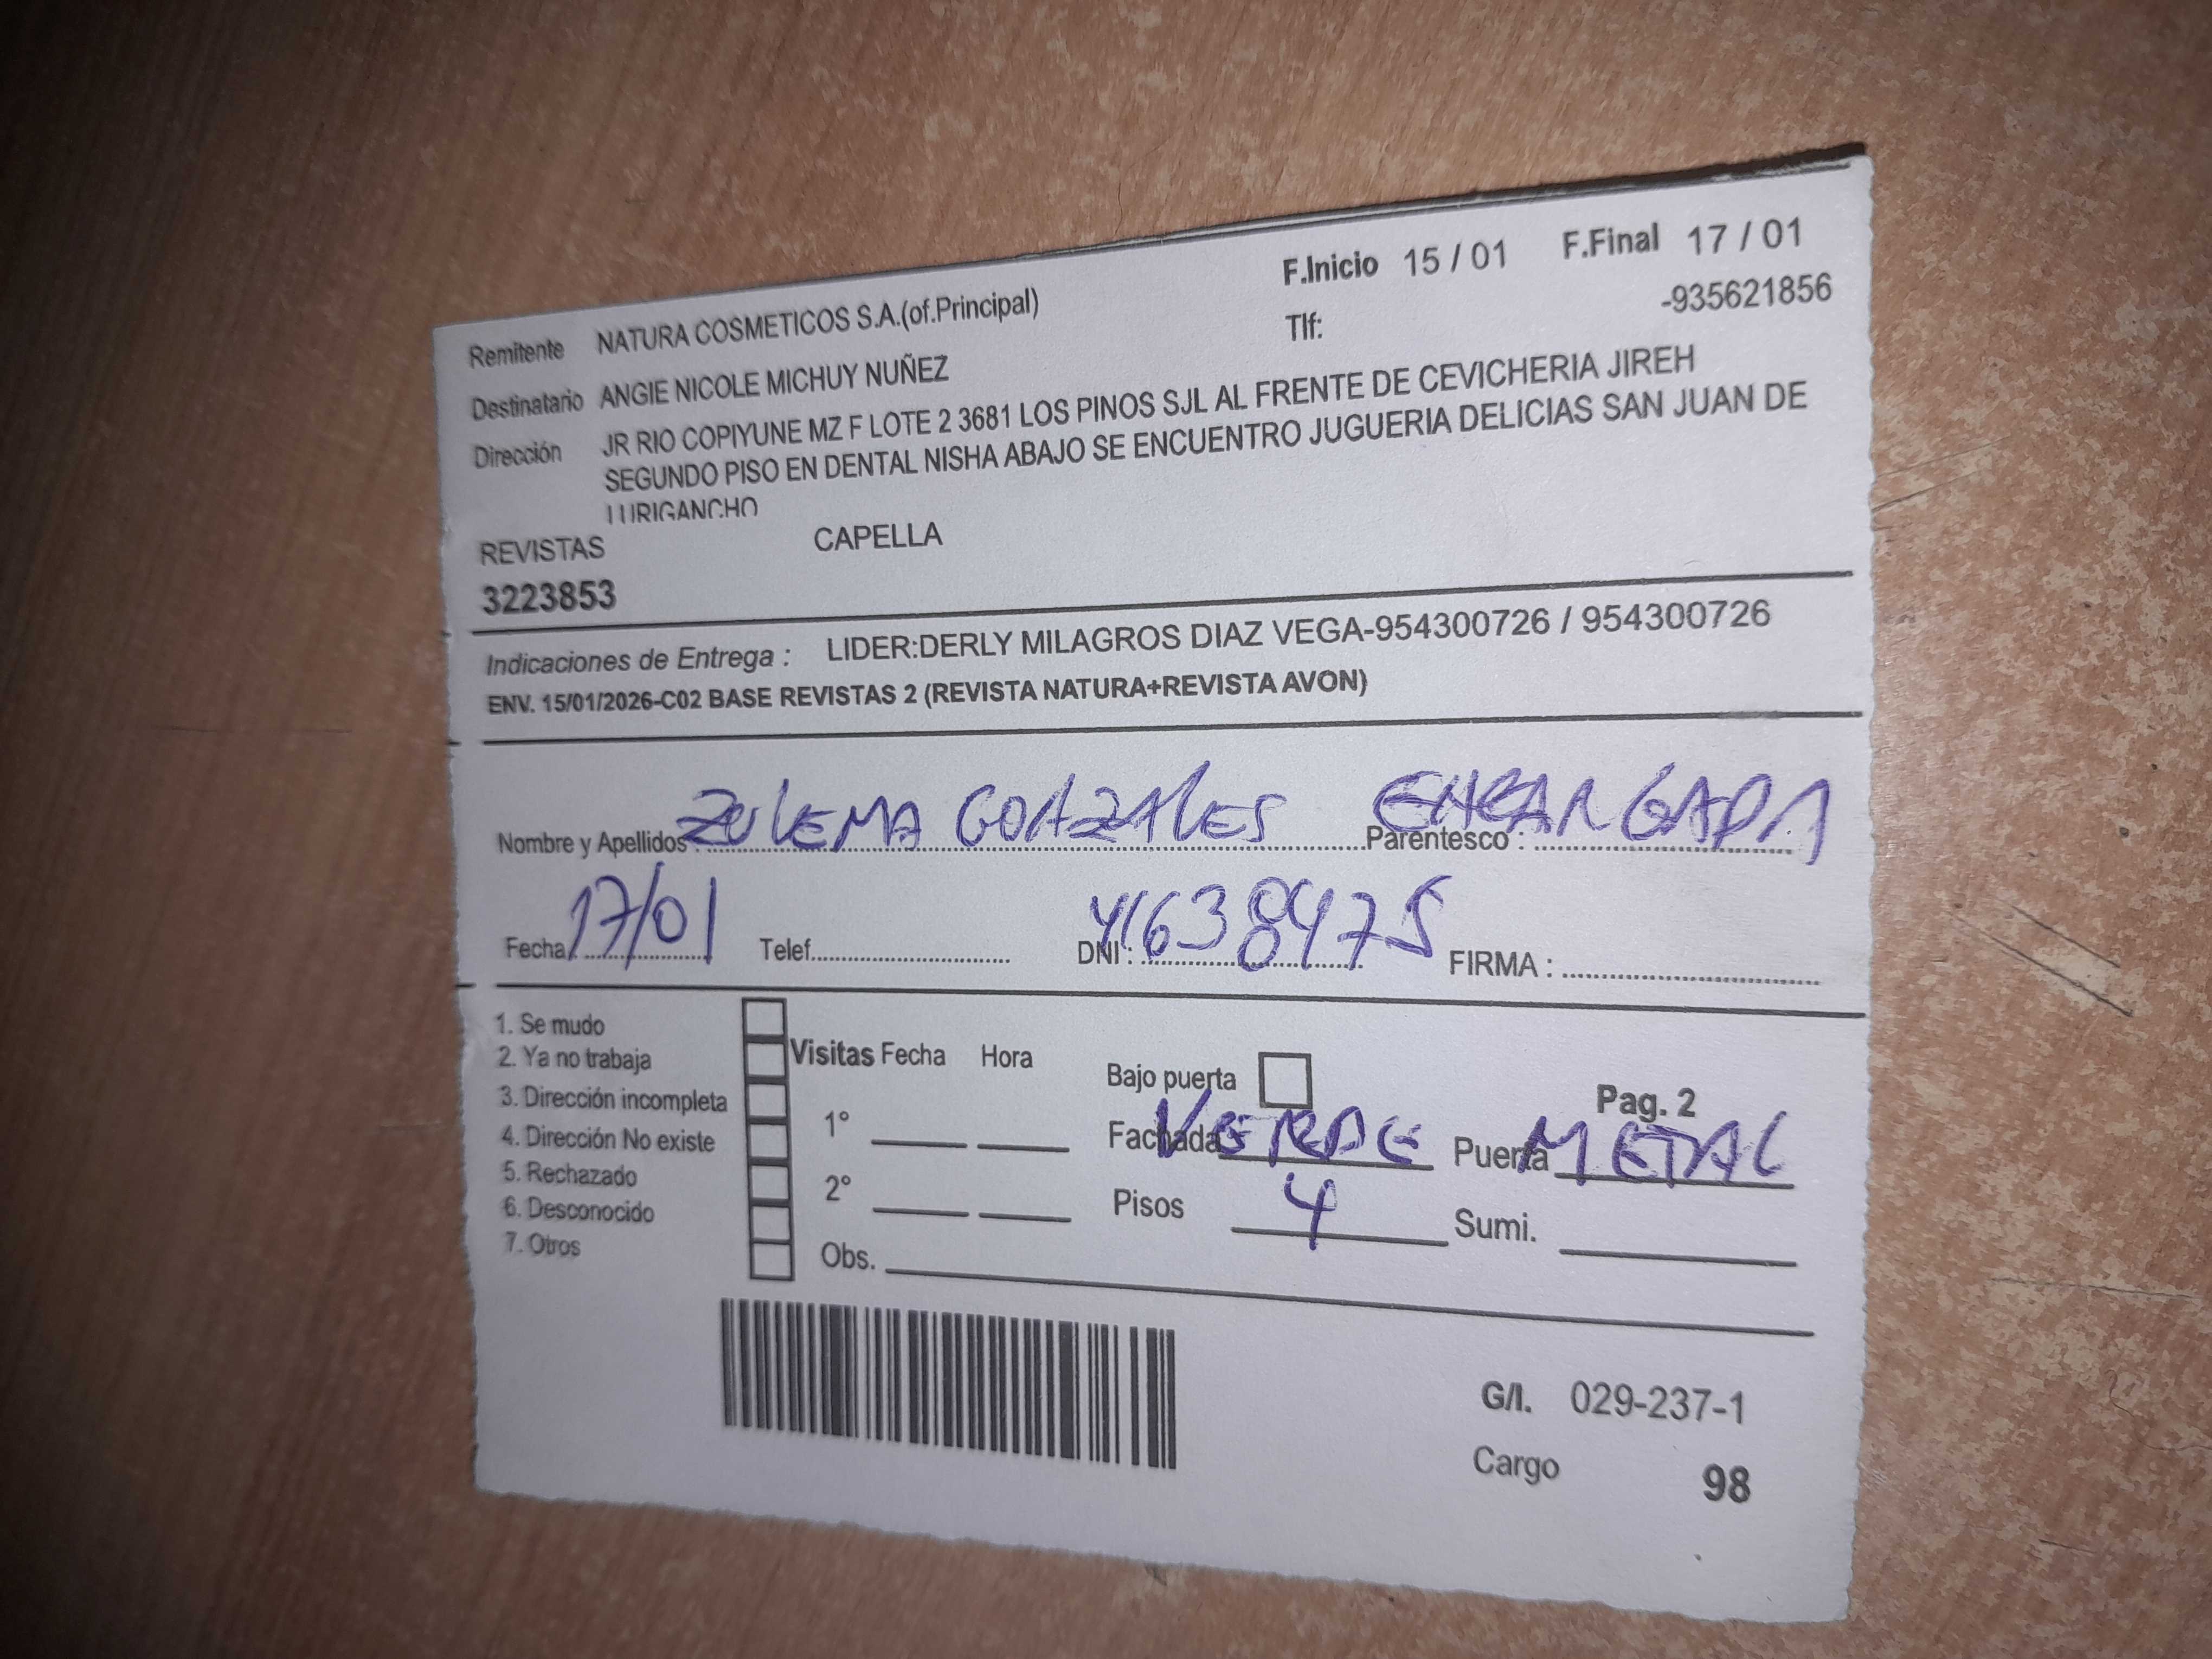 F.Inicio 15 / 01 F.Final 17 / 01
Remitente NATURA COSMETICOS S.A.(of.Principal) Tlf: -935621856
Destinatario ANGIE NICOLE MICHUY NUÑEZ
Dirección JR RIO COPIYUNE MZ F LOTE 2 3681 LOS PINOS SJL AL FRENTE DE CEVICHERIA JIREH
SEGUNDO PISO EN DENTAL NISHA ABAJO SE ENCUENTRO JUGUERIA DELICIAS SAN JUAN DE
LURIGANCHO
REVISTAS CAPELLA
3223853
Indicaciones de Entrega : LIDER:DERLY MILAGROS DIAZ VEGA-954300726 / 954300726
ENV. 15/01/2026-C02 BASE REVISTAS 2 (REVISTA NATURA+REVISTA AVON)
Nombre y Apellidos : ZULEMA GONZALES Parentesco : ENCARGADA
Fecha 17/01 Telef. DNI : 41638475 FIRMA :
1. Se mudo
2. Ya no trabaja Visitas Fecha Hora Bajo puerta
3. Dirección incompleta Pag. 2
4. Dirección No existe 1° Fachada VERDE Puerta METAL
5. Rechazado
6. Desconocido 2° Pisos 4 Sumi.
7. Otros Obs.
G/I. 029-237-1
Cargo 98